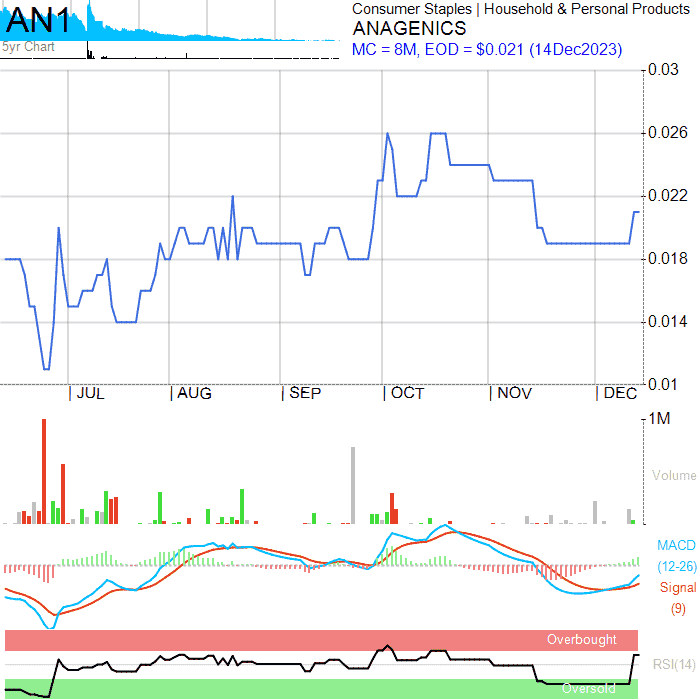 AN1
5yr Chart
Consumer Staples | Household & Personal Products
ANAGENICS
MC = 8M, EOD = $0.021 (14Dec2023)
0.03
0.026
0.022
0.018
0.014
0.01
JUL AUG SEP OCT NOV DEC
1M
Volume
MACD
(12-26)
Signal
(9)
Overbought
RSI(14)
Oversold